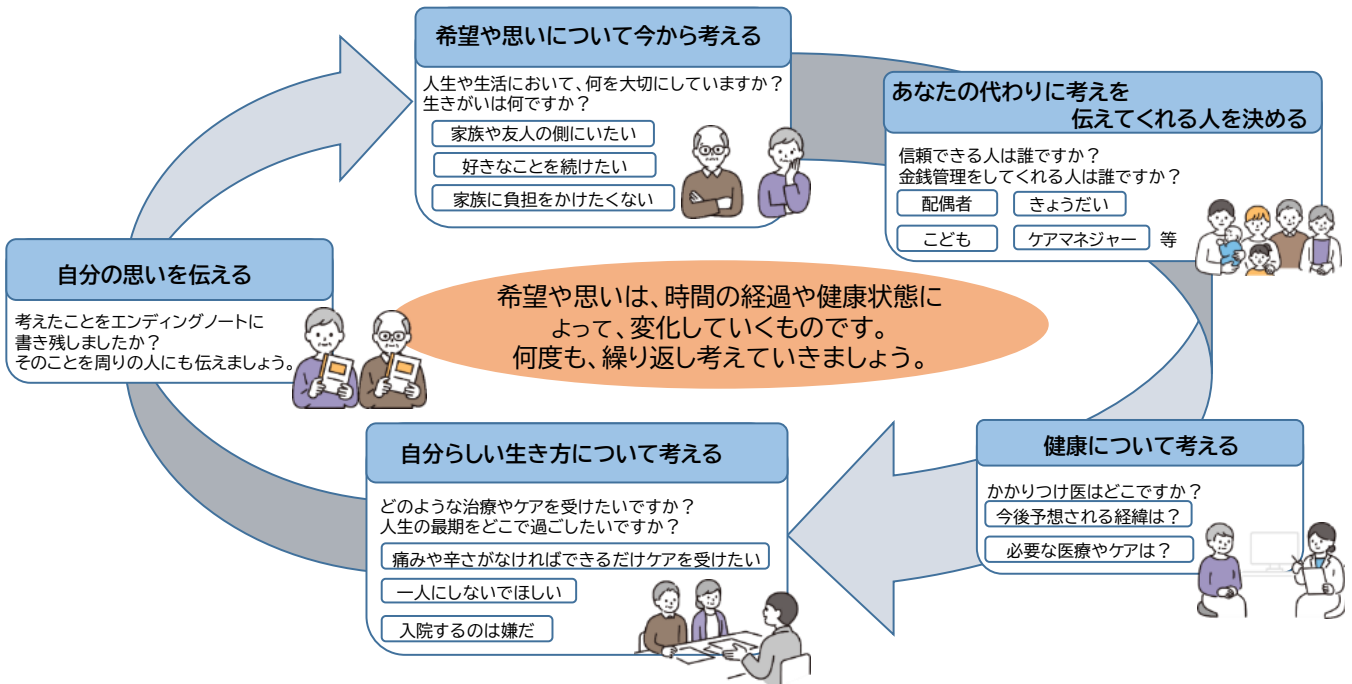 希望や思いについて今から考える
人生や生活において、何を大切にしていますか?
生きがいは何ですか?
家族や友人の側にいたい
好きなことを続けたい
家族に負担をかけたくない
あなたの代わりに考えを
伝えてくれる人を決める
信頼できる人は誰ですか?
金銭管理をしてくれる人は誰ですか?
配偶者
きょうだい
こども
ケアマネジャー 等
健康について考える
かかりつけ医はどこですか?
今後予想される経緯は?
必要な医療やケアは?
自分らしい生き方について考える
どのような治療やケアを受けたいですか?
人生の最期をどこで過ごしたいですか?
痛みや辛さがなければできるだけケアを受けたい
一人にしないでほしい
入院するのは嫌だ
自分の思いを伝える
考えたことをエンディングノートに
書き残しましたか?
そのことを周りの人にも伝えましょう。
希望や思いは、時間の経過や健康状態に
よって、変化していくものです。
何度も、繰り返し考えていきましょう。